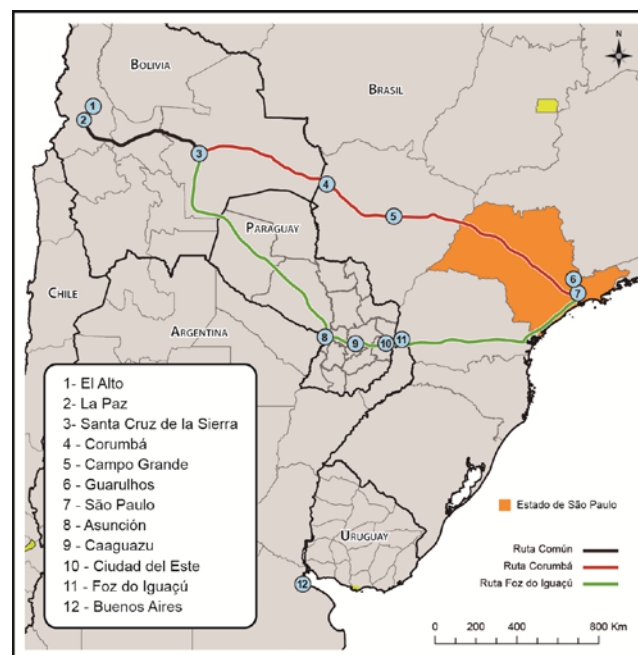 N
BOLIVIA
BRASIL
1
2
3
4
5
PARAGUAY
6
7
CHILE
ARGENTINA
8
9
10
11
1- El Alto
2- La Paz
3- Santa Cruz de la Sierra
4 - Corumbá
5 - Campo Grande
6 - Guarulhos
7 - São Paulo
8 - Asunción
9 - Caaguazu
10 - Ciudad del Este
11 - Foz do Iguaçú
12 - Buenos Aires
Estado de São Paulo
URUGUAY
Ruta Común
Ruta Corumbá
Ruta Foz do Iguaçú
12
0 200 400 600 800 Km